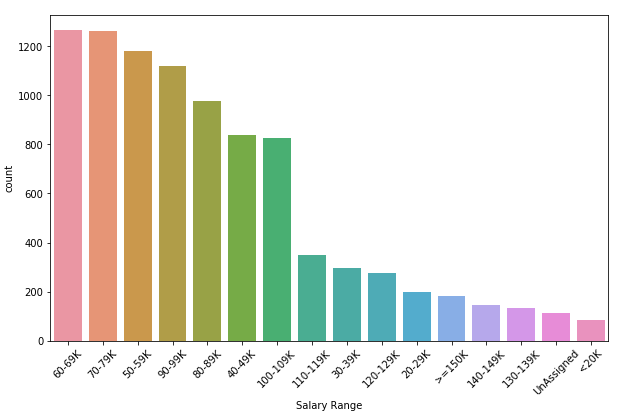 1200
1000
800
600
400
200
0
count
60-69K
70-79K
50-59K
90-99K
80-89K
40-49K
100-109K
110-119K
30-39K
120-129K
20-29K
>=150K
140-149K
130-139K
UnAssigned
<20K
Salary Range